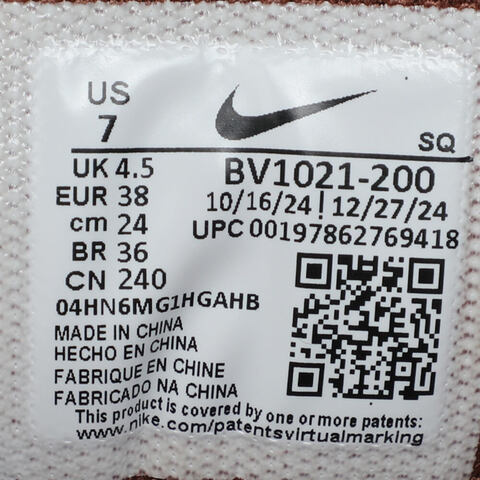 US
7
SQ
UK 4.5
EUR 38
cm 24
BR 36
CN 240
BV1021-200
10/16/24 | 12/27/24
UPC 00197862769418
04HN6MG1HGAHB
MADE IN CHINA
HECHO EN CHINA
FABRIQUE EN CHINE
FABRICADO NA CHINA
This product is covered by one or more patents:
www.nike.com/patentsvirtualmarking